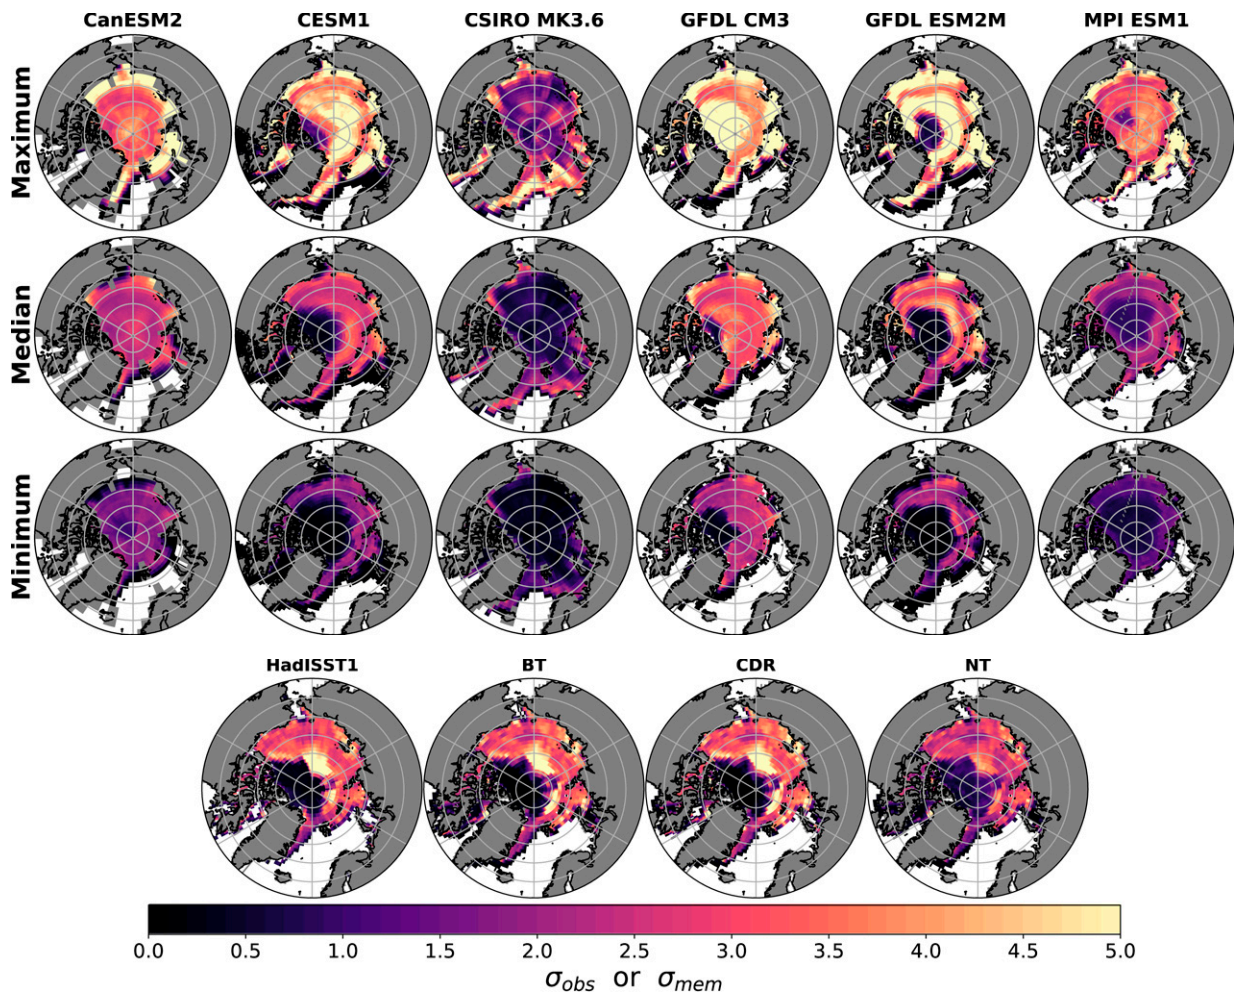 CanESM2 CESM1 CSIRO MK3.6 GFDL CM3 GFDL ESM2M MPI ESM1
Maximum
Median
Minimum
HadISST1 BT CDR NT
0.0 0.5 1.0 1.5 2.0 2.5 3.0 3.5 4.0 4.5 5.0
σobs or σmem